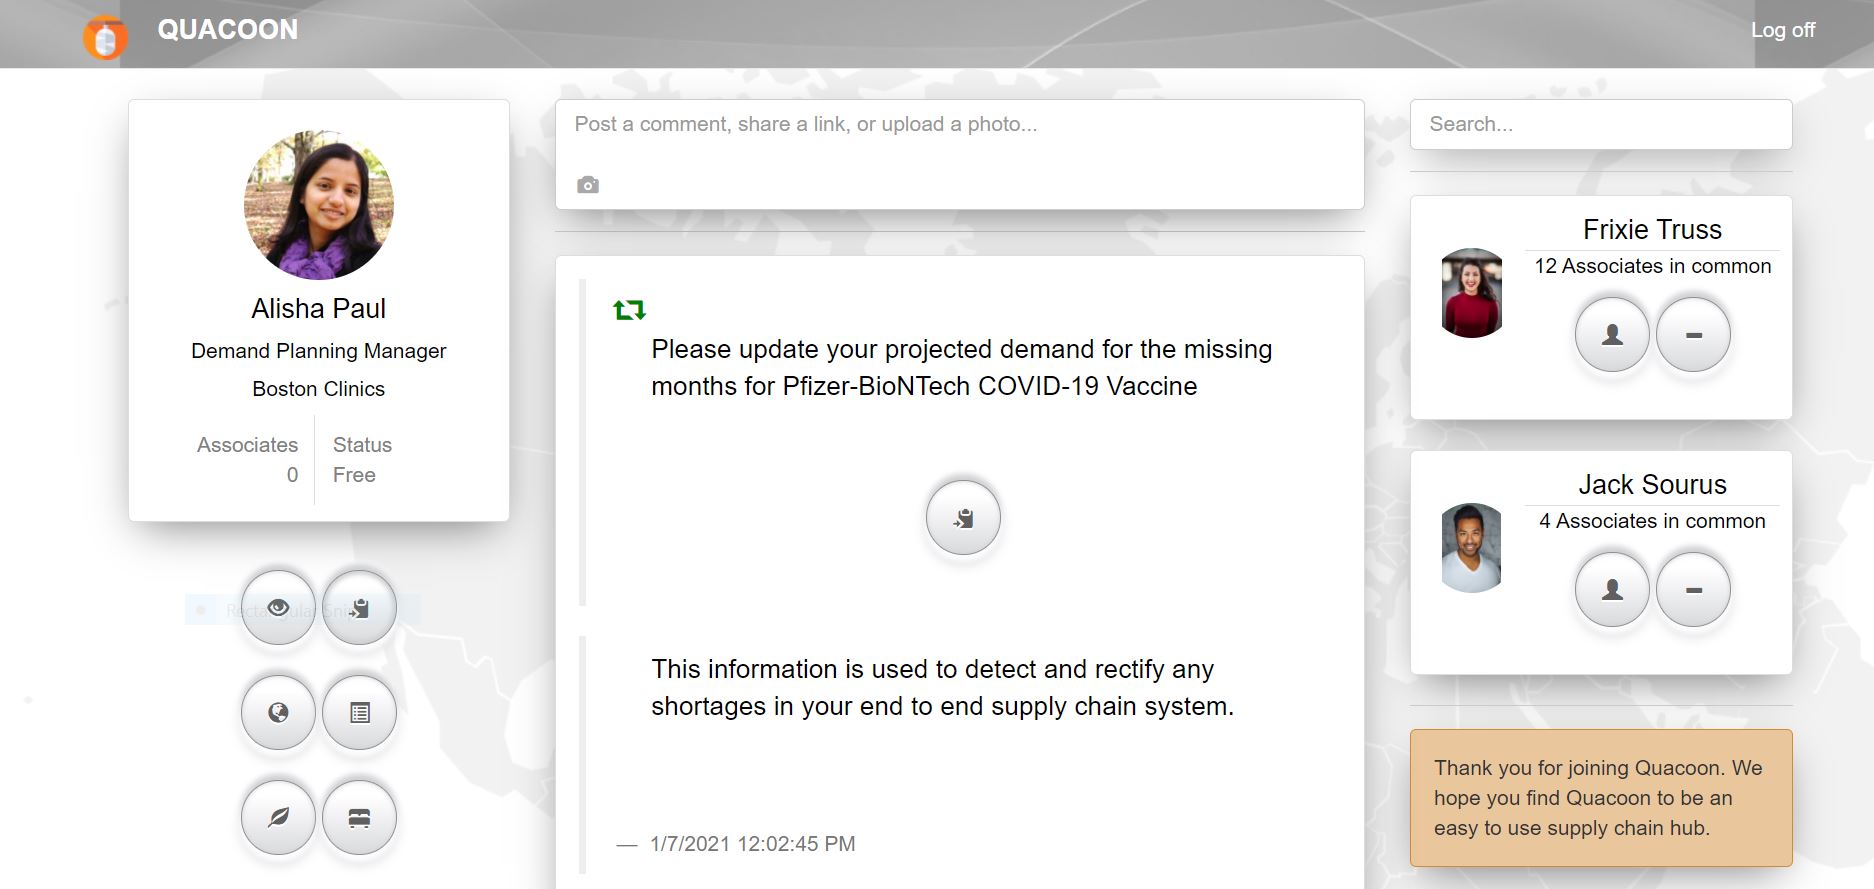 QUACOON
Log off
Alisha Paul
Demand Planning Manager
Boston Clinics
Associates
0
Status
Free
Rectangular Snip
Post a comment, share a link, or upload a photo...
Please update your projected demand for the missing
months for Pfizer-BioNTech COVID-19 Vaccine
This information is used to detect and rectify any
shortages in your end to end supply chain system.
— 1/7/2021 12:02:45 PM
Search...
Frixie Truss
12 Associates in common
Jack Sourus
4 Associates in common
Thank you for joining Quacoon. We
hope you find Quacoon to be an
easy to use supply chain hub.